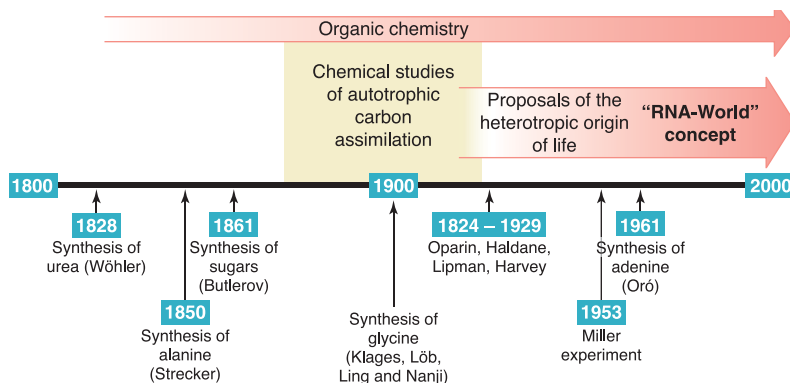 Organic chemistry
Chemical studies
of autotrophic
carbon
assimilation
Proposals of the
heterotropic origin
of life
“RNA-World”
concept
1800
1900
2000
1828
Synthesis of
urea (Wöhler)
1861
Synthesis of
sugars
(Butlerov)
1824 – 1929
Oparin, Haldane,
Lipman, Harvey
1961
Synthesis of
adenine
(Oró)
1850
Synthesis of
alanine
(Strecker)
Synthesis of
glycine
(Klages, Löb,
Ling and Nanji)
1953
Miller
experiment